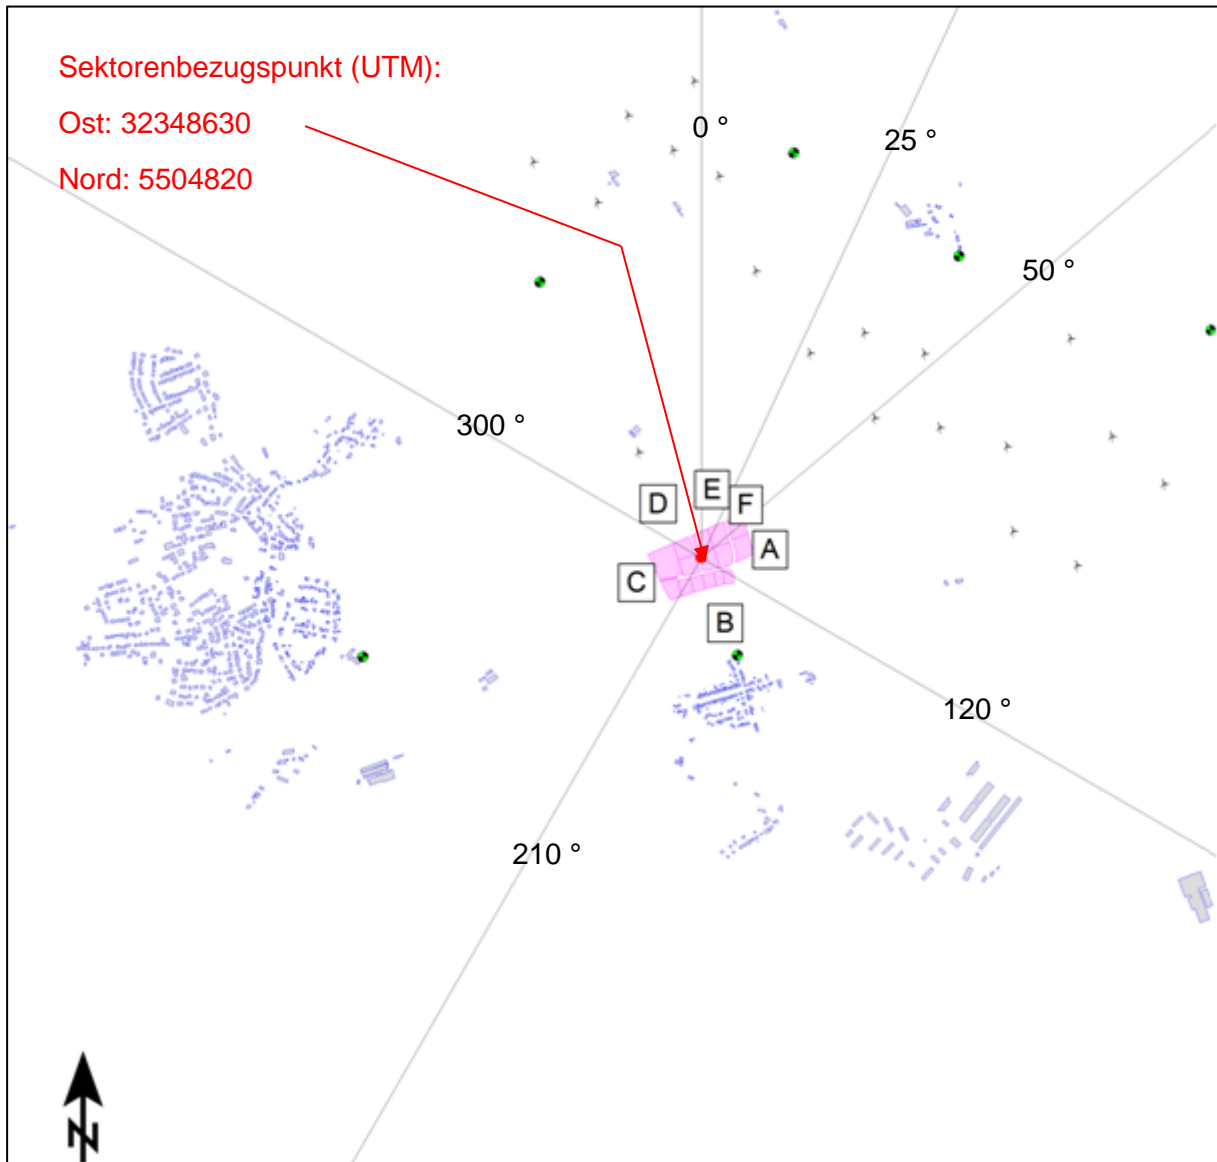 Sektorenbezugspunkt (UTM):
Ost: 32348630
Nord: 5504820
0 °
25 °
50 °
300 °
D
E
F
A
C
B
120 °
210 °
N